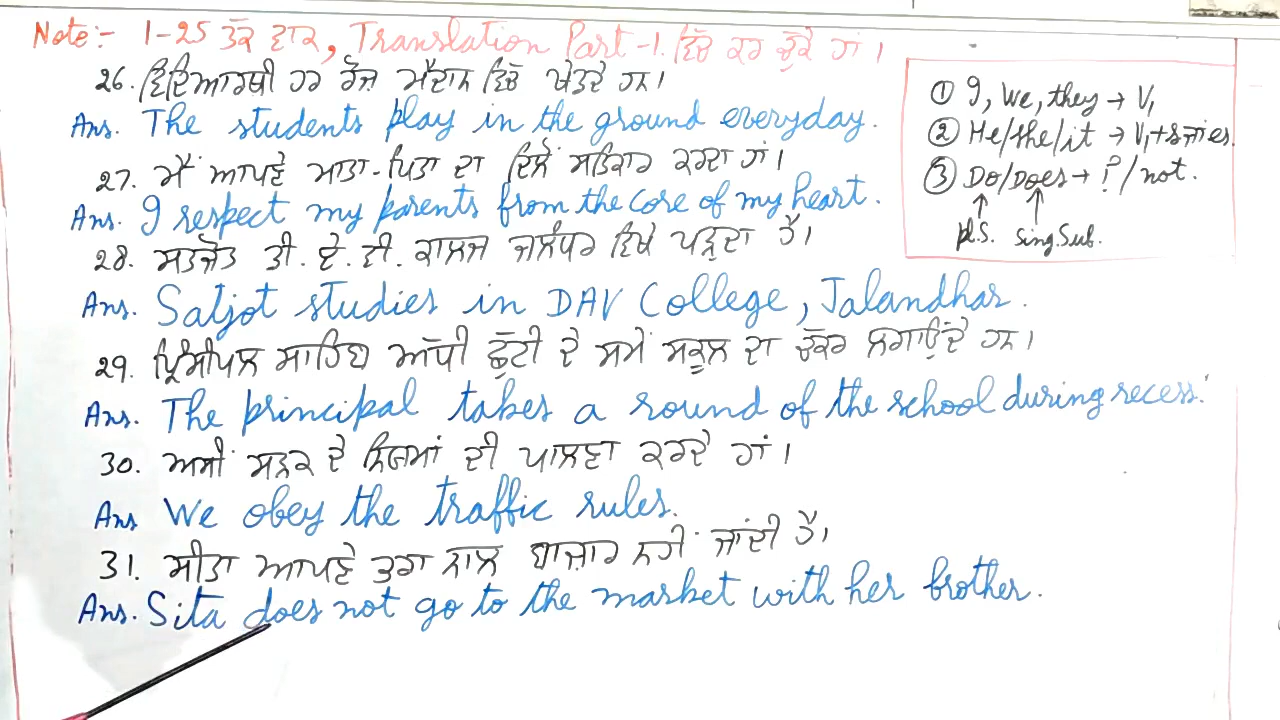 Note:- 1-25 ਤੱਕ ਵਾਕ, Translation Part-1. ਵਿੱਚ ਕਰ ਚੁੱਕੇ ਹਾਂ।
26. ਵਿਦਿਆਰਥੀ ਹਰ ਰੋਜ਼ ਮੈਦਾਨ ਵਿੱਚ ਖੇਡਦੇ ਹਨ।
Ans. The students play in the ground everyday.
27. ਮੈਂ ਆਪਣੇ ਮਾਤਾ-ਪਿਤਾ ਦਾ ਦਿਲੋਂ ਸਤਿਕਾਰ ਕਰਦਾ ਹਾਂ।
Ans. I respect my parents from the core of my heart.
28. ਸਤਜੋਤ ਡੀ.ਏ.ਵੀ. ਕਾਲਜ ਜਲੰਧਰ ਵਿਖੇ ਪੜ੍ਹਦਾ ਹੈ।
Ans. Satjot studies in DAV College, Jalandhar.
29. ਪ੍ਰਿੰਸੀਪਲ ਸਾਹਿਬ ਅੱਧੀ ਛੁੱਟੀ ਦੇ ਸਮੇਂ ਸਕੂਲ ਦਾ ਚੱਕਰ ਲਗਾਉਂਦੇ ਹਨ।
Ans. The principal takes a round of the school during recess.
30. ਅਸੀਂ ਸੜਕ ਦੇ ਨਿਯਮਾਂ ਦੀ ਪਾਲਣਾ ਕਰਦੇ ਹਾਂ।
Ans We obey the traffic rules.
31. ਸੀਤਾ ਆਪਣੇ ਭਰਾ ਨਾਲ ਬਾਜ਼ਾਰ ਨਹੀਂ ਜਾਂਦੀ ਹੈ।
Ans. Sita does not go to the market with her brother.
① I, We, they → V₁
② He/she/it → V₁+s ਜਾਂ es.
③ Do/Does → ?/not.
pl.S. Sing.Sub.